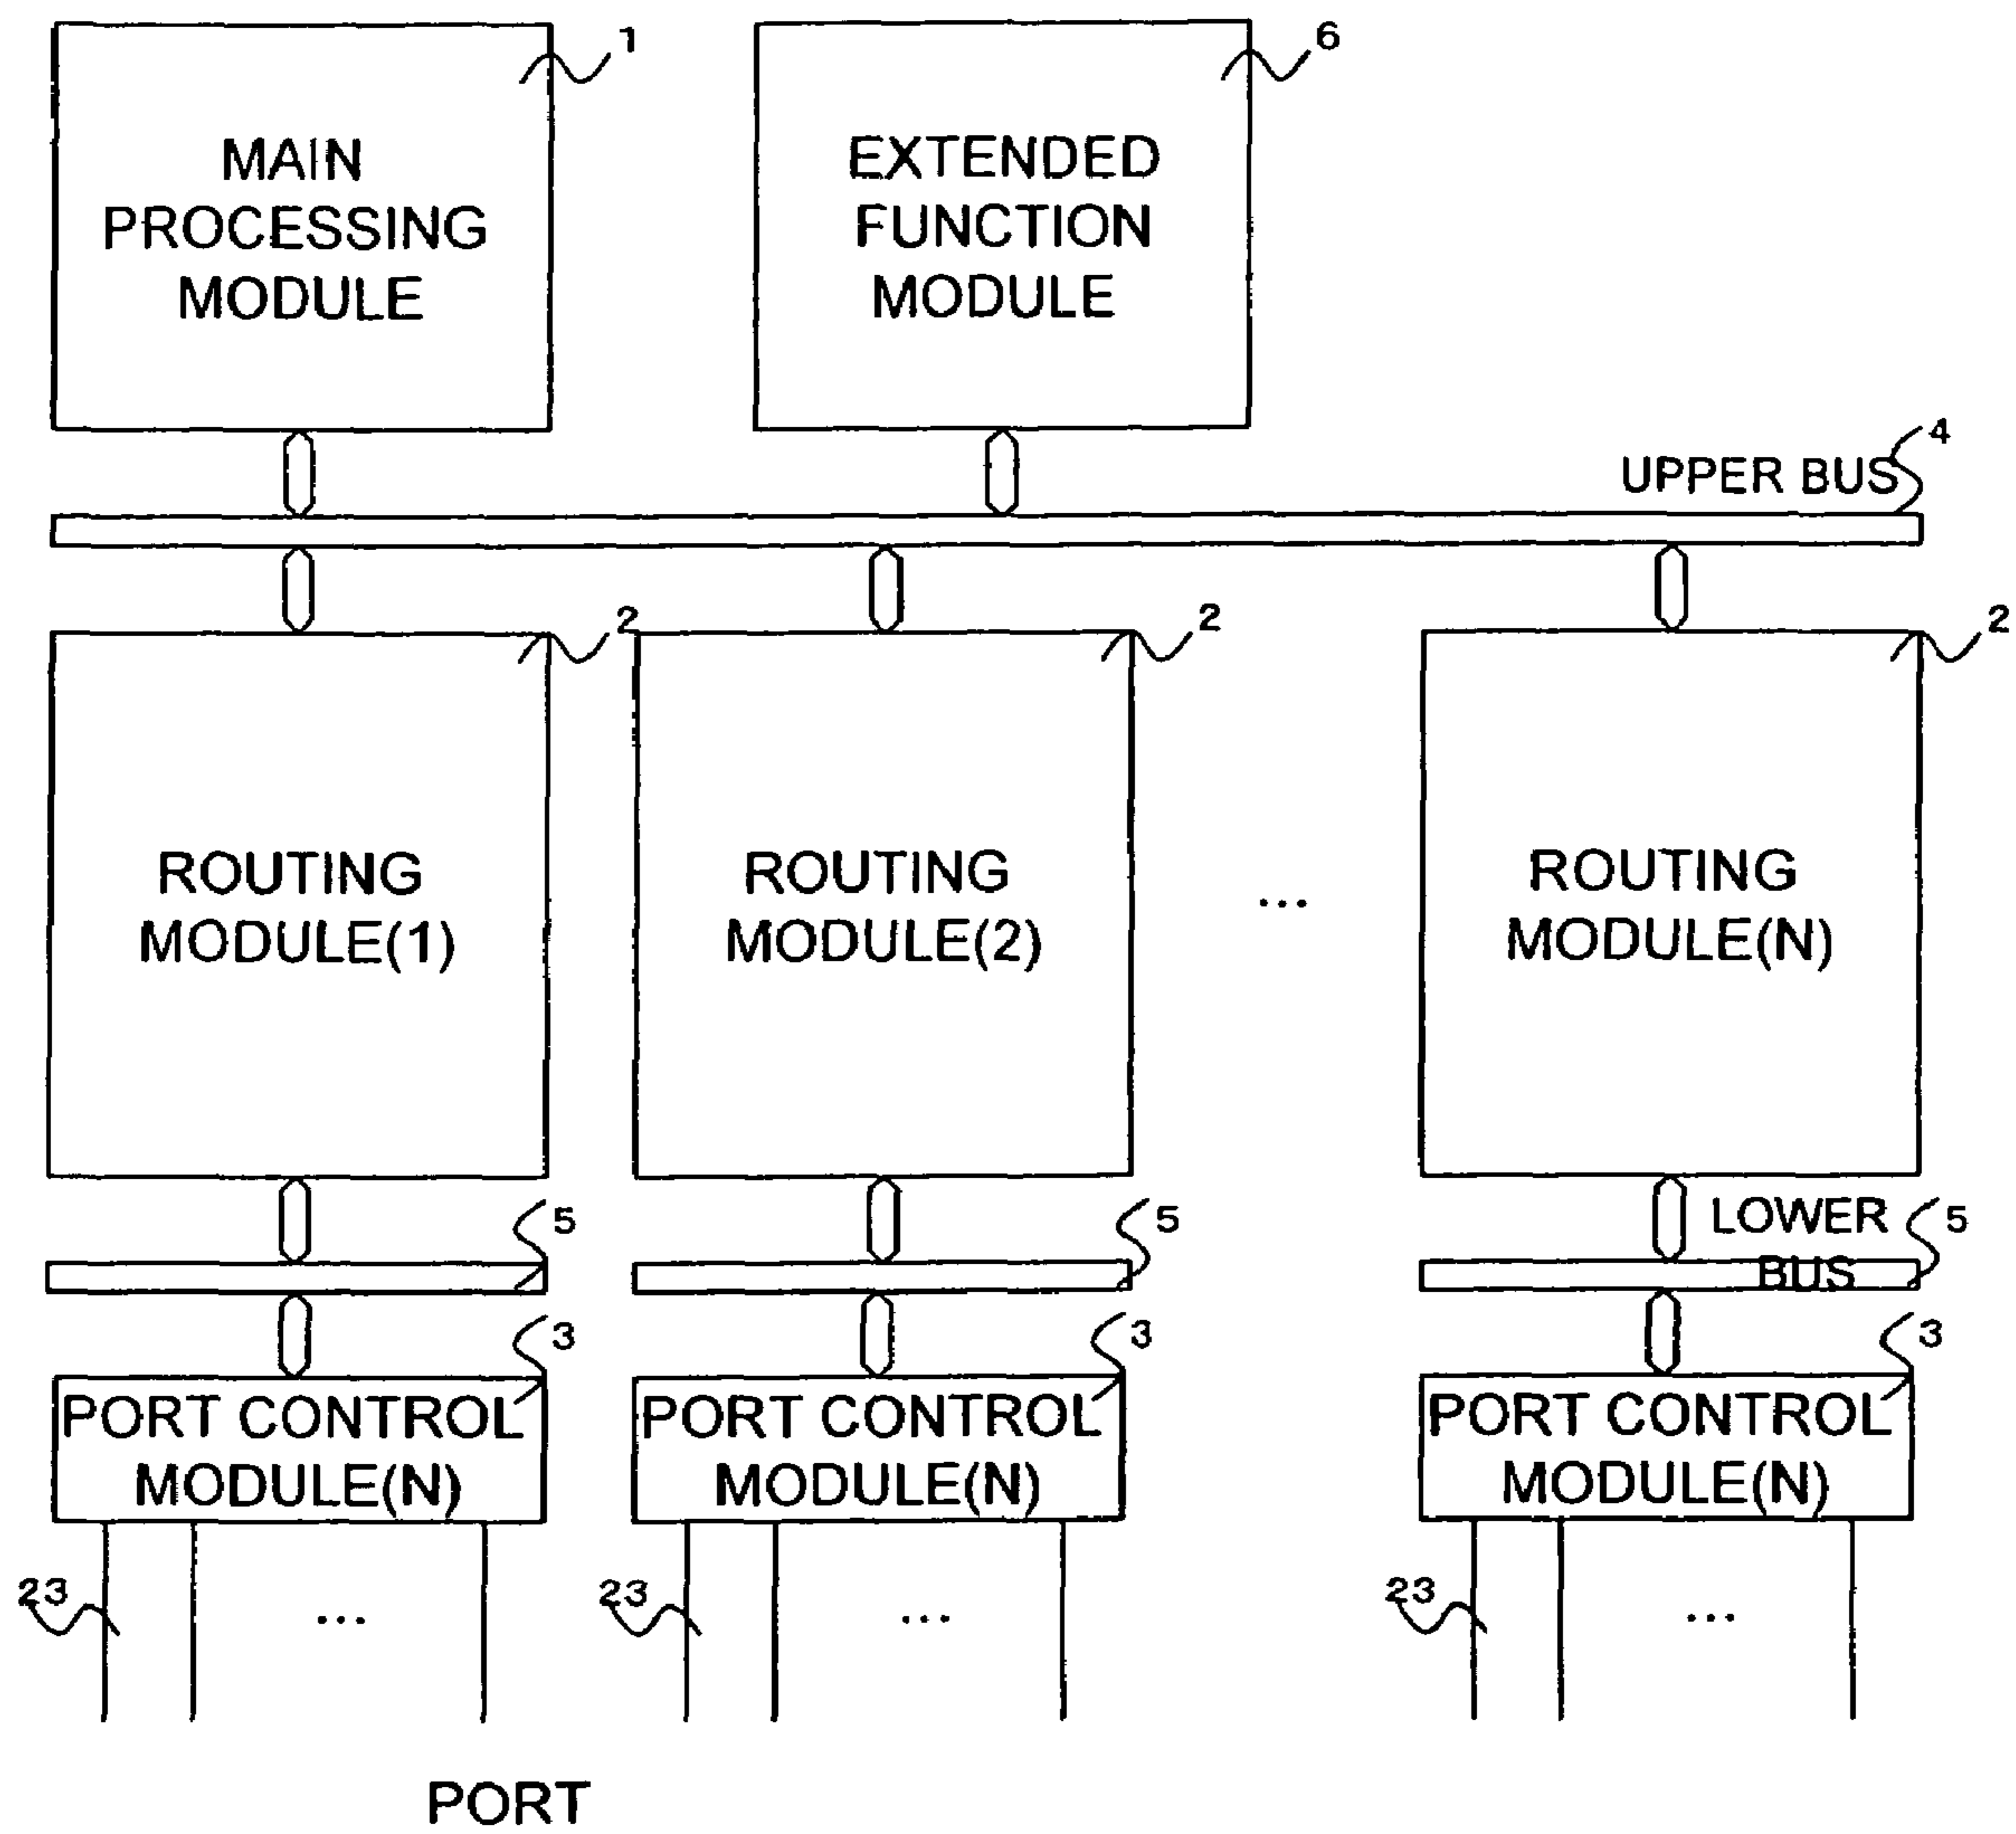 1
6
MAIN
PROCESSING
MODULE
EXTENDED
FUNCTION
MODULE
4
UPPER BUS
2
2
2
ROUTING
MODULE(1)
ROUTING
MODULE(2)
...
ROUTING
MODULE(N)
5
5
LOWER
BUS
5
3
3
3
PORT CONTROL
MODULE(N)
PORT CONTROL
MODULE(N)
PORT CONTROL
MODULE(N)
23
...
23
...
23
...
PORT